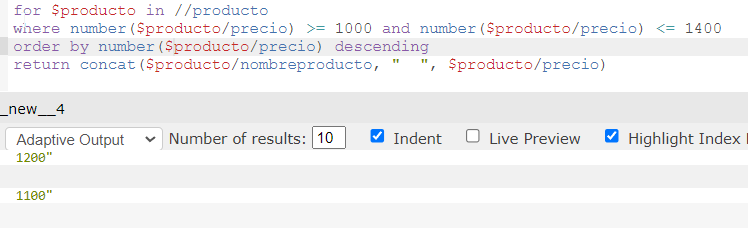 for $producto in //producto
where number($producto/precio) >= 1000 and number($producto/precio) <= 1400
order by number($producto/precio) descending
return concat($producto/nombreproducto, "  ", $producto/precio)
_new__4
Adaptive Output Number of results: 10 Indent Live Preview Highlight Index
1200"
1100"